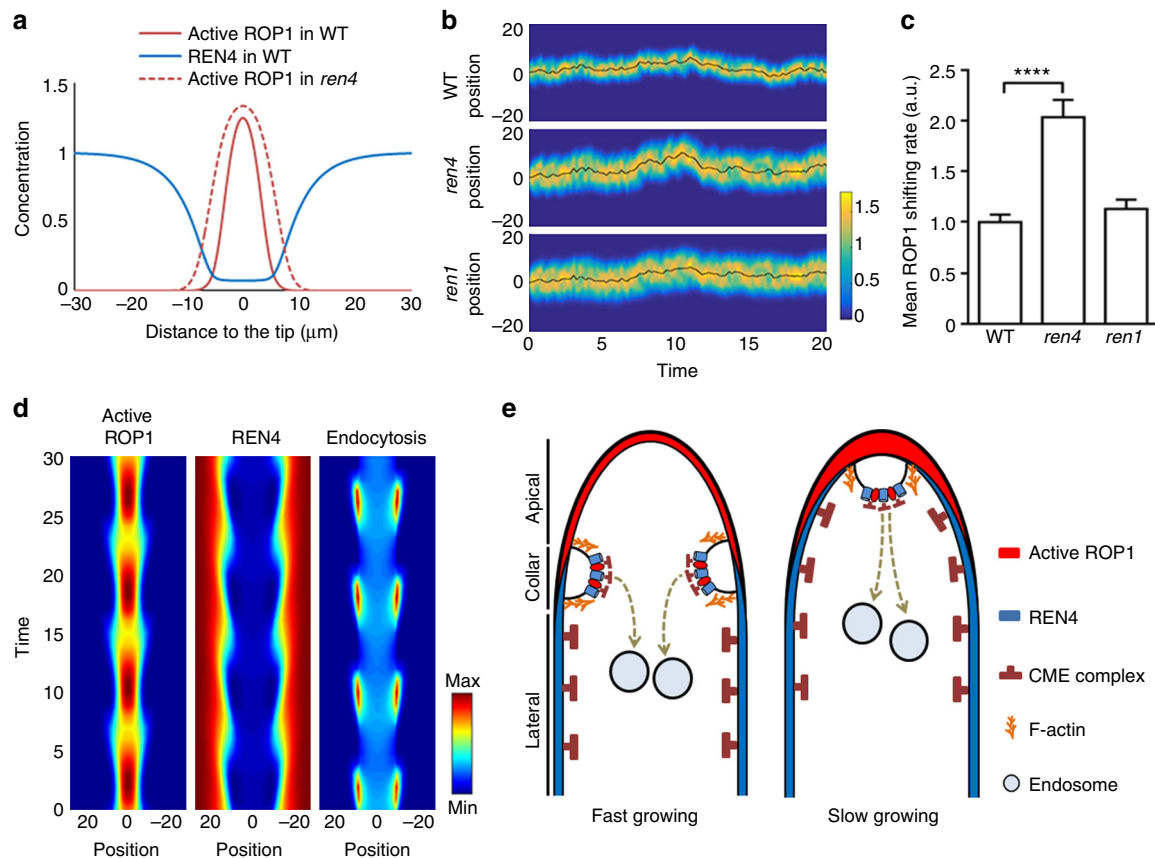 a
Active ROP1 in WT
REN4 in WT
Active ROP1 in ren4
Concentration
1.5
1
0.5
0
−30 −20 −10 0 10 20 30
Distance to the tip (μm)
b
WT position
20
0
−20
ren4 position
20
0
−20
ren1 position
20
0
−20
0 5 10 15 20
Time
1.5
1
0.5
0
c
Mean ROP1 shifting rate (a.u.)
2.5
2.0
1.5
1.0
0.5
0
****
WT ren4 ren1
d
Active ROP1
REN4
Endocytosis
Time
30
25
20
15
10
5
0
20 0 −20
20 0 −20
20 0 −20
Position
Position
Position
Max
Min
e
Apical
Collar
Lateral
Fast growing
Slow growing
Active ROP1
REN4
CME complex
F-actin
Endosome